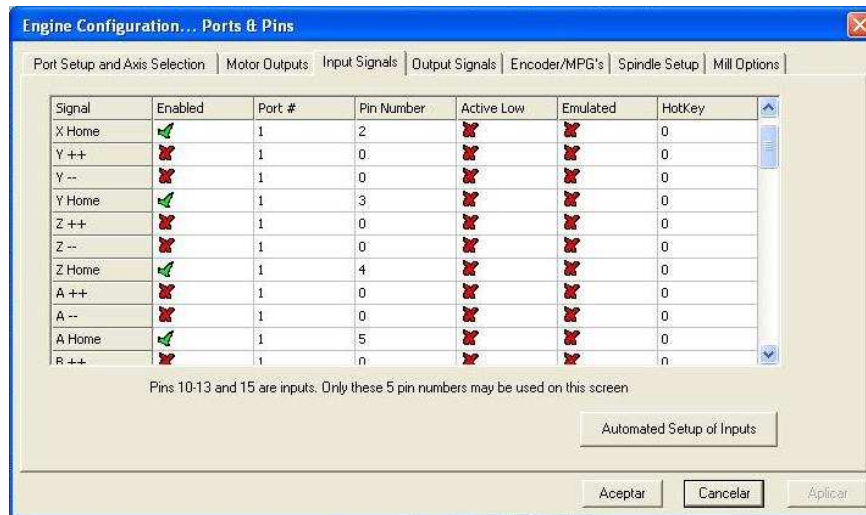 Engine Configuration... Ports & Pins
Port Setup and Axis Selection Motor Outputs Input Signals Output Signals Encoder/MPG's Spindle Setup Mill Options
Signal Enabled Port # Pin Number Active Low Emulated HotKey
X Home 1 2 0
Y ++ 1 0 0
Y -- 1 0 0
Y Home 1 3 0
Z ++ 1 0 0
Z -- 1 0 0
Z Home 1 4 0
A ++ 1 0 0
A -- 1 0 0
A Home 1 5 0
B ++ 1 0 0
Pins 10-13 and 15 are inputs. Only these 5 pin numbers may be used on this screen
Automated Setup of Inputs
Aceptar Cancelar Aplicar